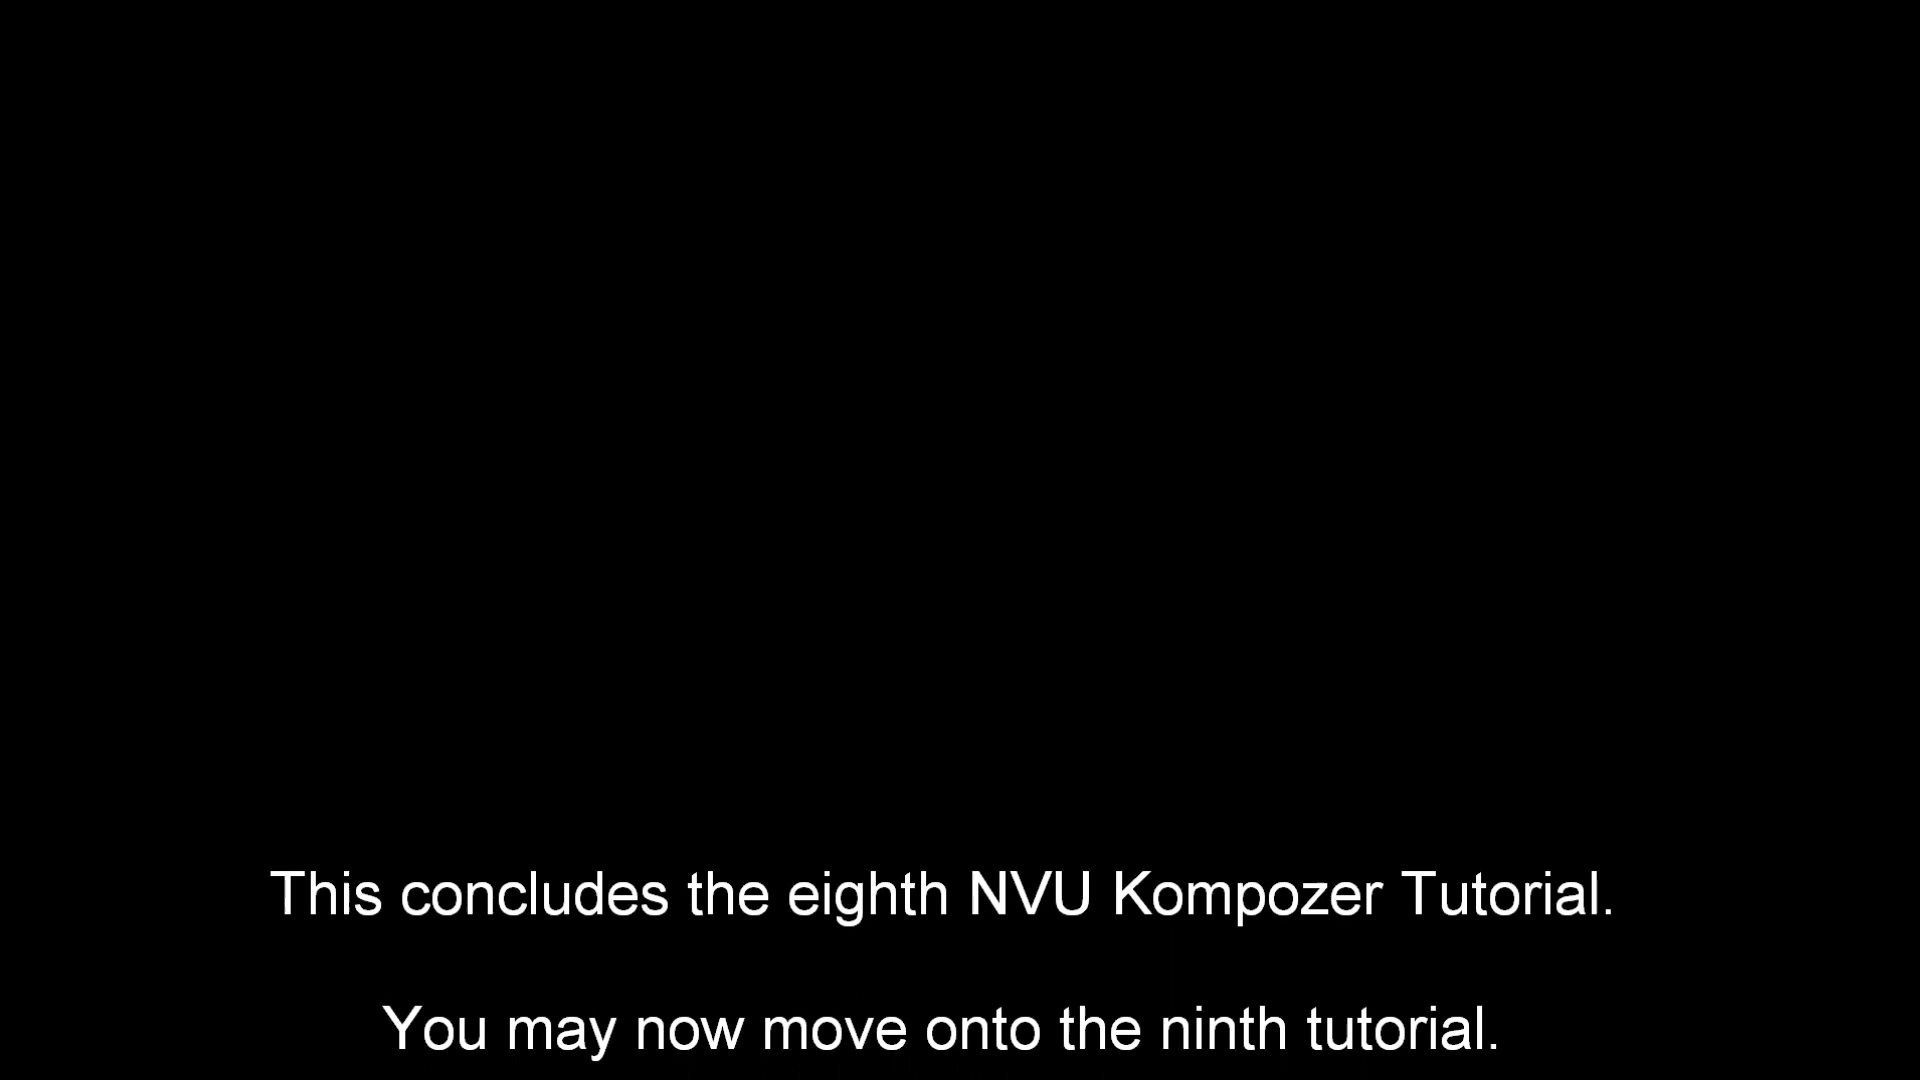 This concludes the eighth NVU Kompozer Tutorial.
You may now move onto the ninth tutorial.